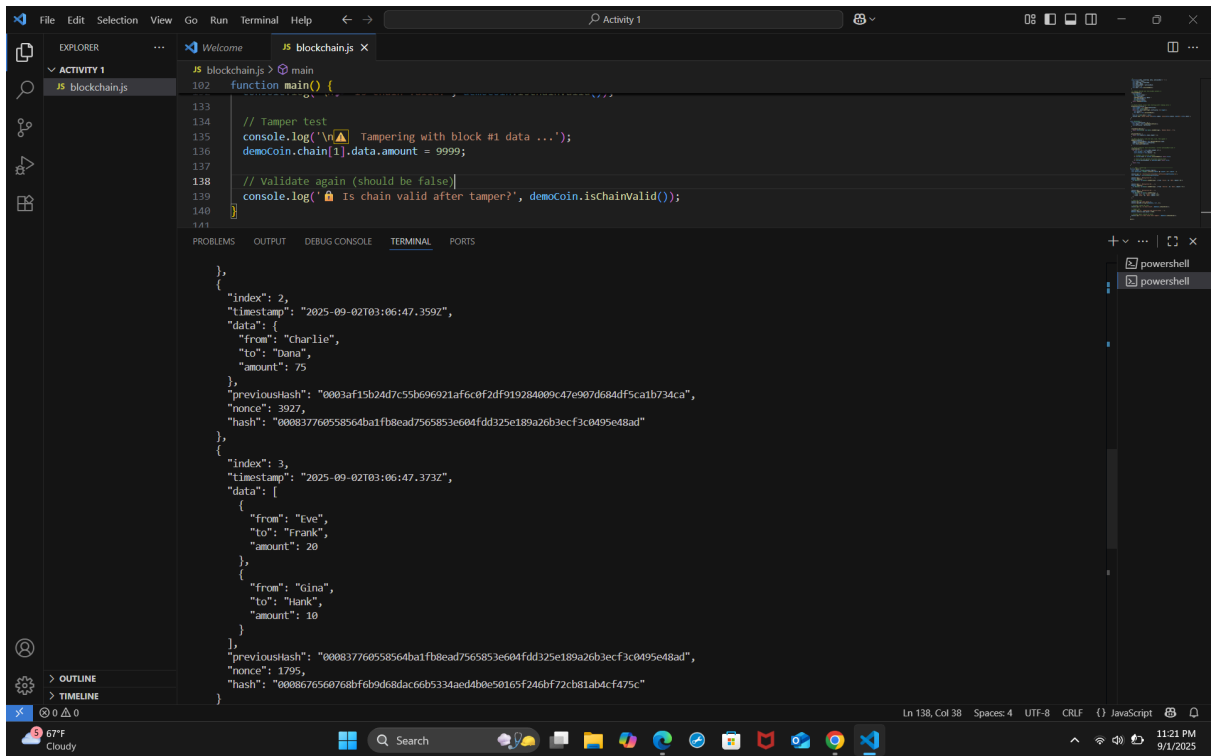 File Edit Selection View Go Run Terminal Help
Activity 1
EXPLORER
ACTIVITY 1
JS blockchain.js
Welcome
JS blockchain.js
JS blockchain.js > main
102 function main() {
133
134 // Tamper test
135 console.log('\n⚠️ Tampering with block #1 data ...');
136 demoCoin.chain[1].data.amount = 9999;
137
138 // Validate again (should be false)
139 console.log('🔒 Is chain valid after tamper?', demoCoin.isChainValid());
140 }
141
PROBLEMS OUTPUT DEBUG CONSOLE TERMINAL PORTS
powershell
powershell
},
{
"index": 2,
"timestamp": "2025-09-02T03:06:47.359Z",
"data": {
"from": "Charlie",
"to": "Dana",
"amount": 75
},
"previousHash": "0003af15b24d7c55b696921af6c0f2df919284009c47e907d684df5ca1b734ca",
"nonce": 3927,
"hash": "000837760558564ba1fb8ead7565853e604fdd325e189a26b3ecf3c0495e48ad"
},
{
"index": 3,
"timestamp": "2025-09-02T03:06:47.373Z",
"data": [
{
"from": "Eve",
"to": "Frank",
"amount": 20
},
{
"from": "Gina",
"to": "Hank",
"amount": 10
}
],
"previousHash": "000837760558564ba1fb8ead7565853e604fdd325e189a26b3ecf3c0495e48ad",
"nonce": 1795,
"hash": "0008676560768bf6b9d68dac66b5334aed4b0e50165f246bf72cb81ab4cf475c"
}
OUTLINE
TIMELINE
0 0 Ln 138, Col 38 Spaces: 4 UTF-8 CRLF {} JavaScript
5
67°F
Cloudy
Search
11:21 PM
9/1/2025